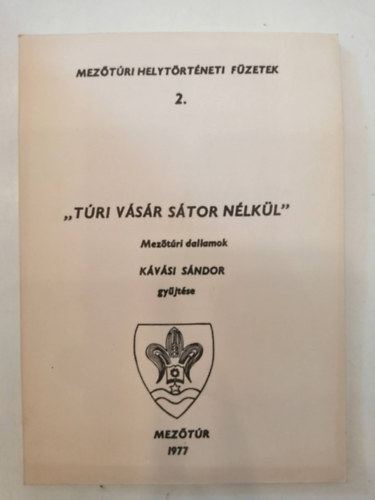 MEZŐTÚRI HELYTÖRTÉNETI FÜZETEK
2.
„TÚRI VÁSÁR SÁTOR NÉLKÜL"
Mezőtúri dallamok
KÁVÁSI SÁNDOR
gyűjtése
MEZŐTÚR
1977